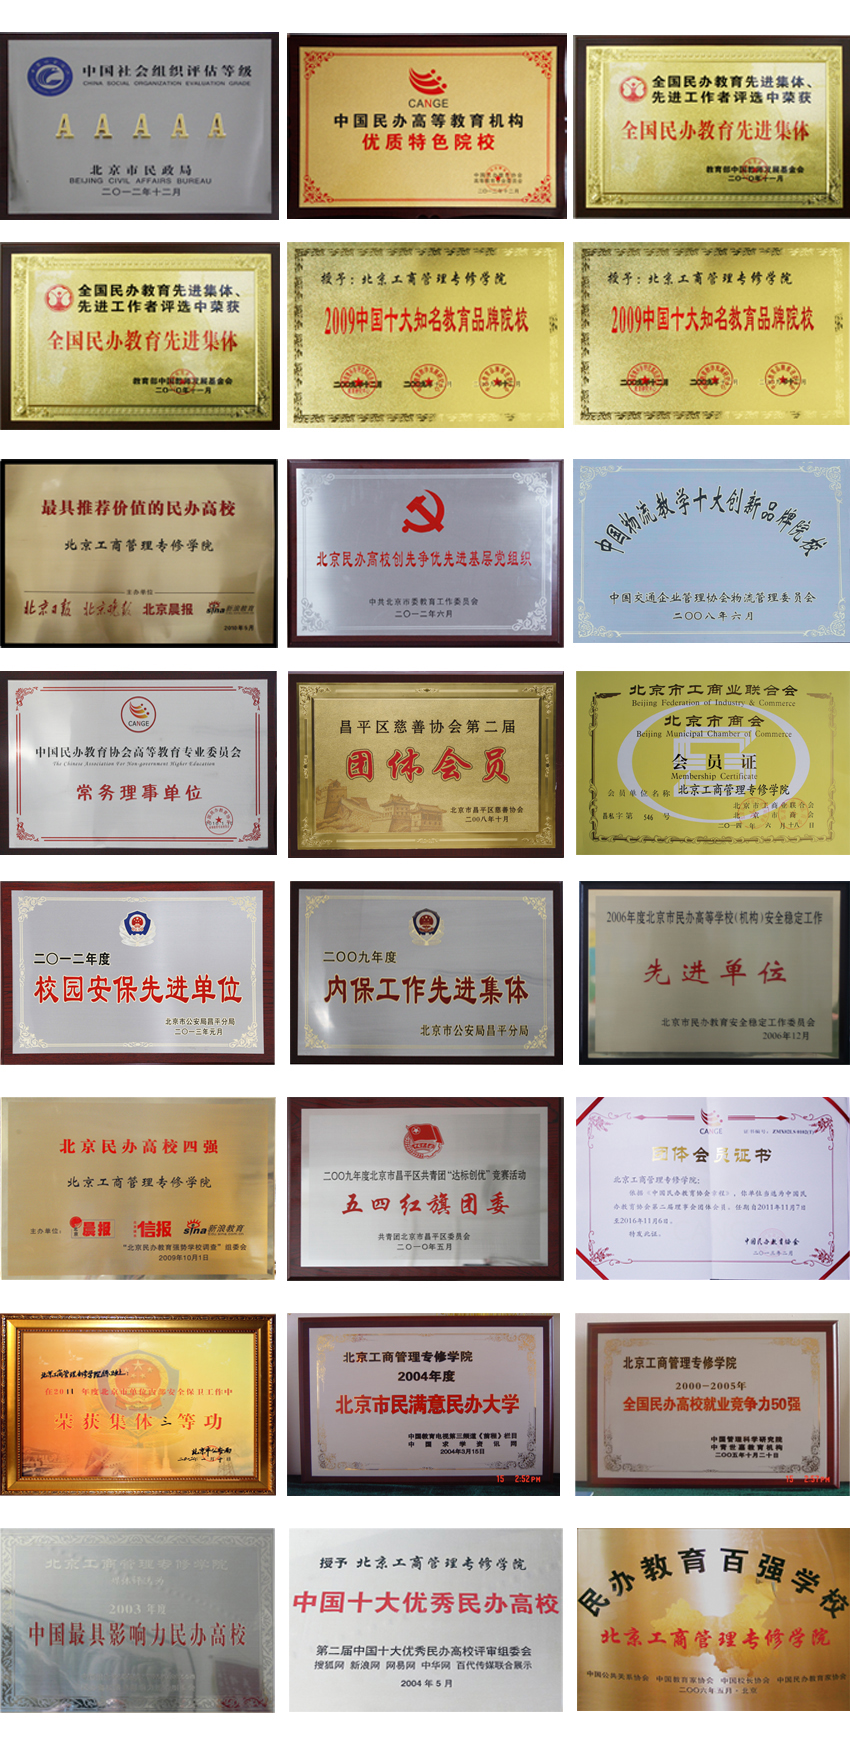 中国社会组织评估等级
CHINA SOCIAL ORGANIZATION EVALUATION GRADE
A A A A A
北京市民政局
BEIJING CIVIL AFFAIRS BUREAU
二〇一二年十二月
CANGE
中国民办高等教育机构
优质特色院校
全国民办教育先进集体、
先进工作者评选中荣获
全国民办教育先进集体
教育部中国教师发展基金会
二〇一〇年十一月
全国民办教育先进集体、
先进工作者评选中荣获
全国民办教育先进集体
教育部中国教师发展基金会
二〇一〇年十一月
授予：北京工商管理专修学院
2009中国十大知名教育品牌院校
授予：北京工商管理专修学院
2009中国十大知名教育品牌院校
最具推荐价值的民办高校
北京工商管理专修学院
主办单位
北京日报 北京晚报 北京晨报 sina新浪教育
北京民办高校创先争优先进基层党组织
中共北京市委教育工作委员会
二〇一二年六月
中国物流教学十大创新品牌院校
中国交通企业管理协会物流管理委员会
二〇〇八年六月
CANGE
中国民办教育协会高等教育专业委员会
The Chinese Association For Non-government Higher Education
常务理事单位
昌平区慈善协会第二届
团体会员
北京市昌平区慈善协会
二〇〇八年十月
北京市工商业联合会
Beijing Federation of Industry & Commerce
北京市商会
Beijing Municipal Chamber of Commerce
会员证
Membership Certificate
会员单位名称 北京工商管理专修学院
昌私字第 546 号
北京市工商业联合会
北京市商会
二〇一四年 六月十八日
二〇一二年度
校园安保先进单位
北京市公安局昌平分局
二〇一三年元月
二〇〇九年度
内保工作先进集体
北京市公安局昌平分局
2006年度北京市民办高等学校(机构)安全稳定工作
先进单位
北京市民办教育安全稳定工作委员会
2006年12月
北京民办高校四强
北京工商管理专修学院
主办单位： 晨报 信报 sina新浪教育
“北京民办教育强势学校调查”组委会
2009年10月1日
二〇〇九年度北京市昌平区共青团“达标创优”竞赛活动
五四红旗团委
共青团北京市昌平区委员会
二〇一〇年五月
CANGE
证书编号：
团体会员证书
北京工商管理专修学院：
依据《中国民办教育协会章程》，你单位当选为中国民
办教育协会第二届理事会团体会员。任期自2011年11月7日
至2016年11月6日。
特发此证。
中国民办教育协会
北京工商管理专修学院
在2011年度北京市单位内部安全保卫工作中
荣获集体三等功
北京市公安局
北京工商管理专修学院
2004年度
北京市民满意民办大学
中国教育电视第三频道《黄榜》栏目
中国求学资讯网
2004年3月15日
15 2:52PM
北京工商管理专修学院
2000-2005年
全国民办高校就业竞争力50强
中国管理科学研究院
中青世嘉教育机构
二〇〇五年十月二十日
15 2:51PM
北京工商管理专修学院
2003 年度
中国最具影响力民办高校
授予 北京工商管理专修学院
中国十大优秀民办高校
第二届中国十大优秀民办高校评审组委会
搜狐网 新浪网 网易网 中华网 百代传媒联合展示
2004 年 5 月
民办教育百强学校
北京工商管理专修学院
中国公共关系协会 中国教育家协会 中国校长协会 中国民办教育家协会
二〇〇六年五月·北京